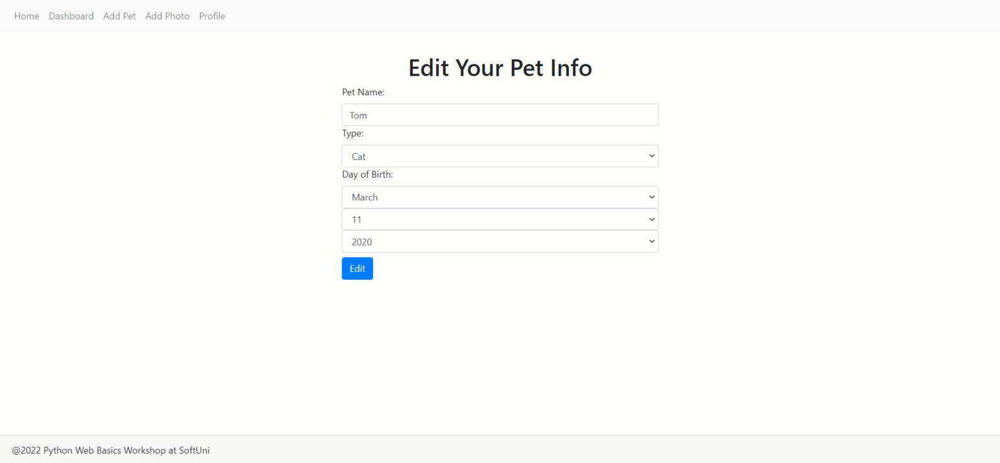 Home Dashboard Add Pet Add Photo Profile
Edit Your Pet Info
Pet Name:
Tom
Type:
Cat
Day of Birth:
March
11
2020
Edit
@2022 Python Web Basics Workshop at SoftUni